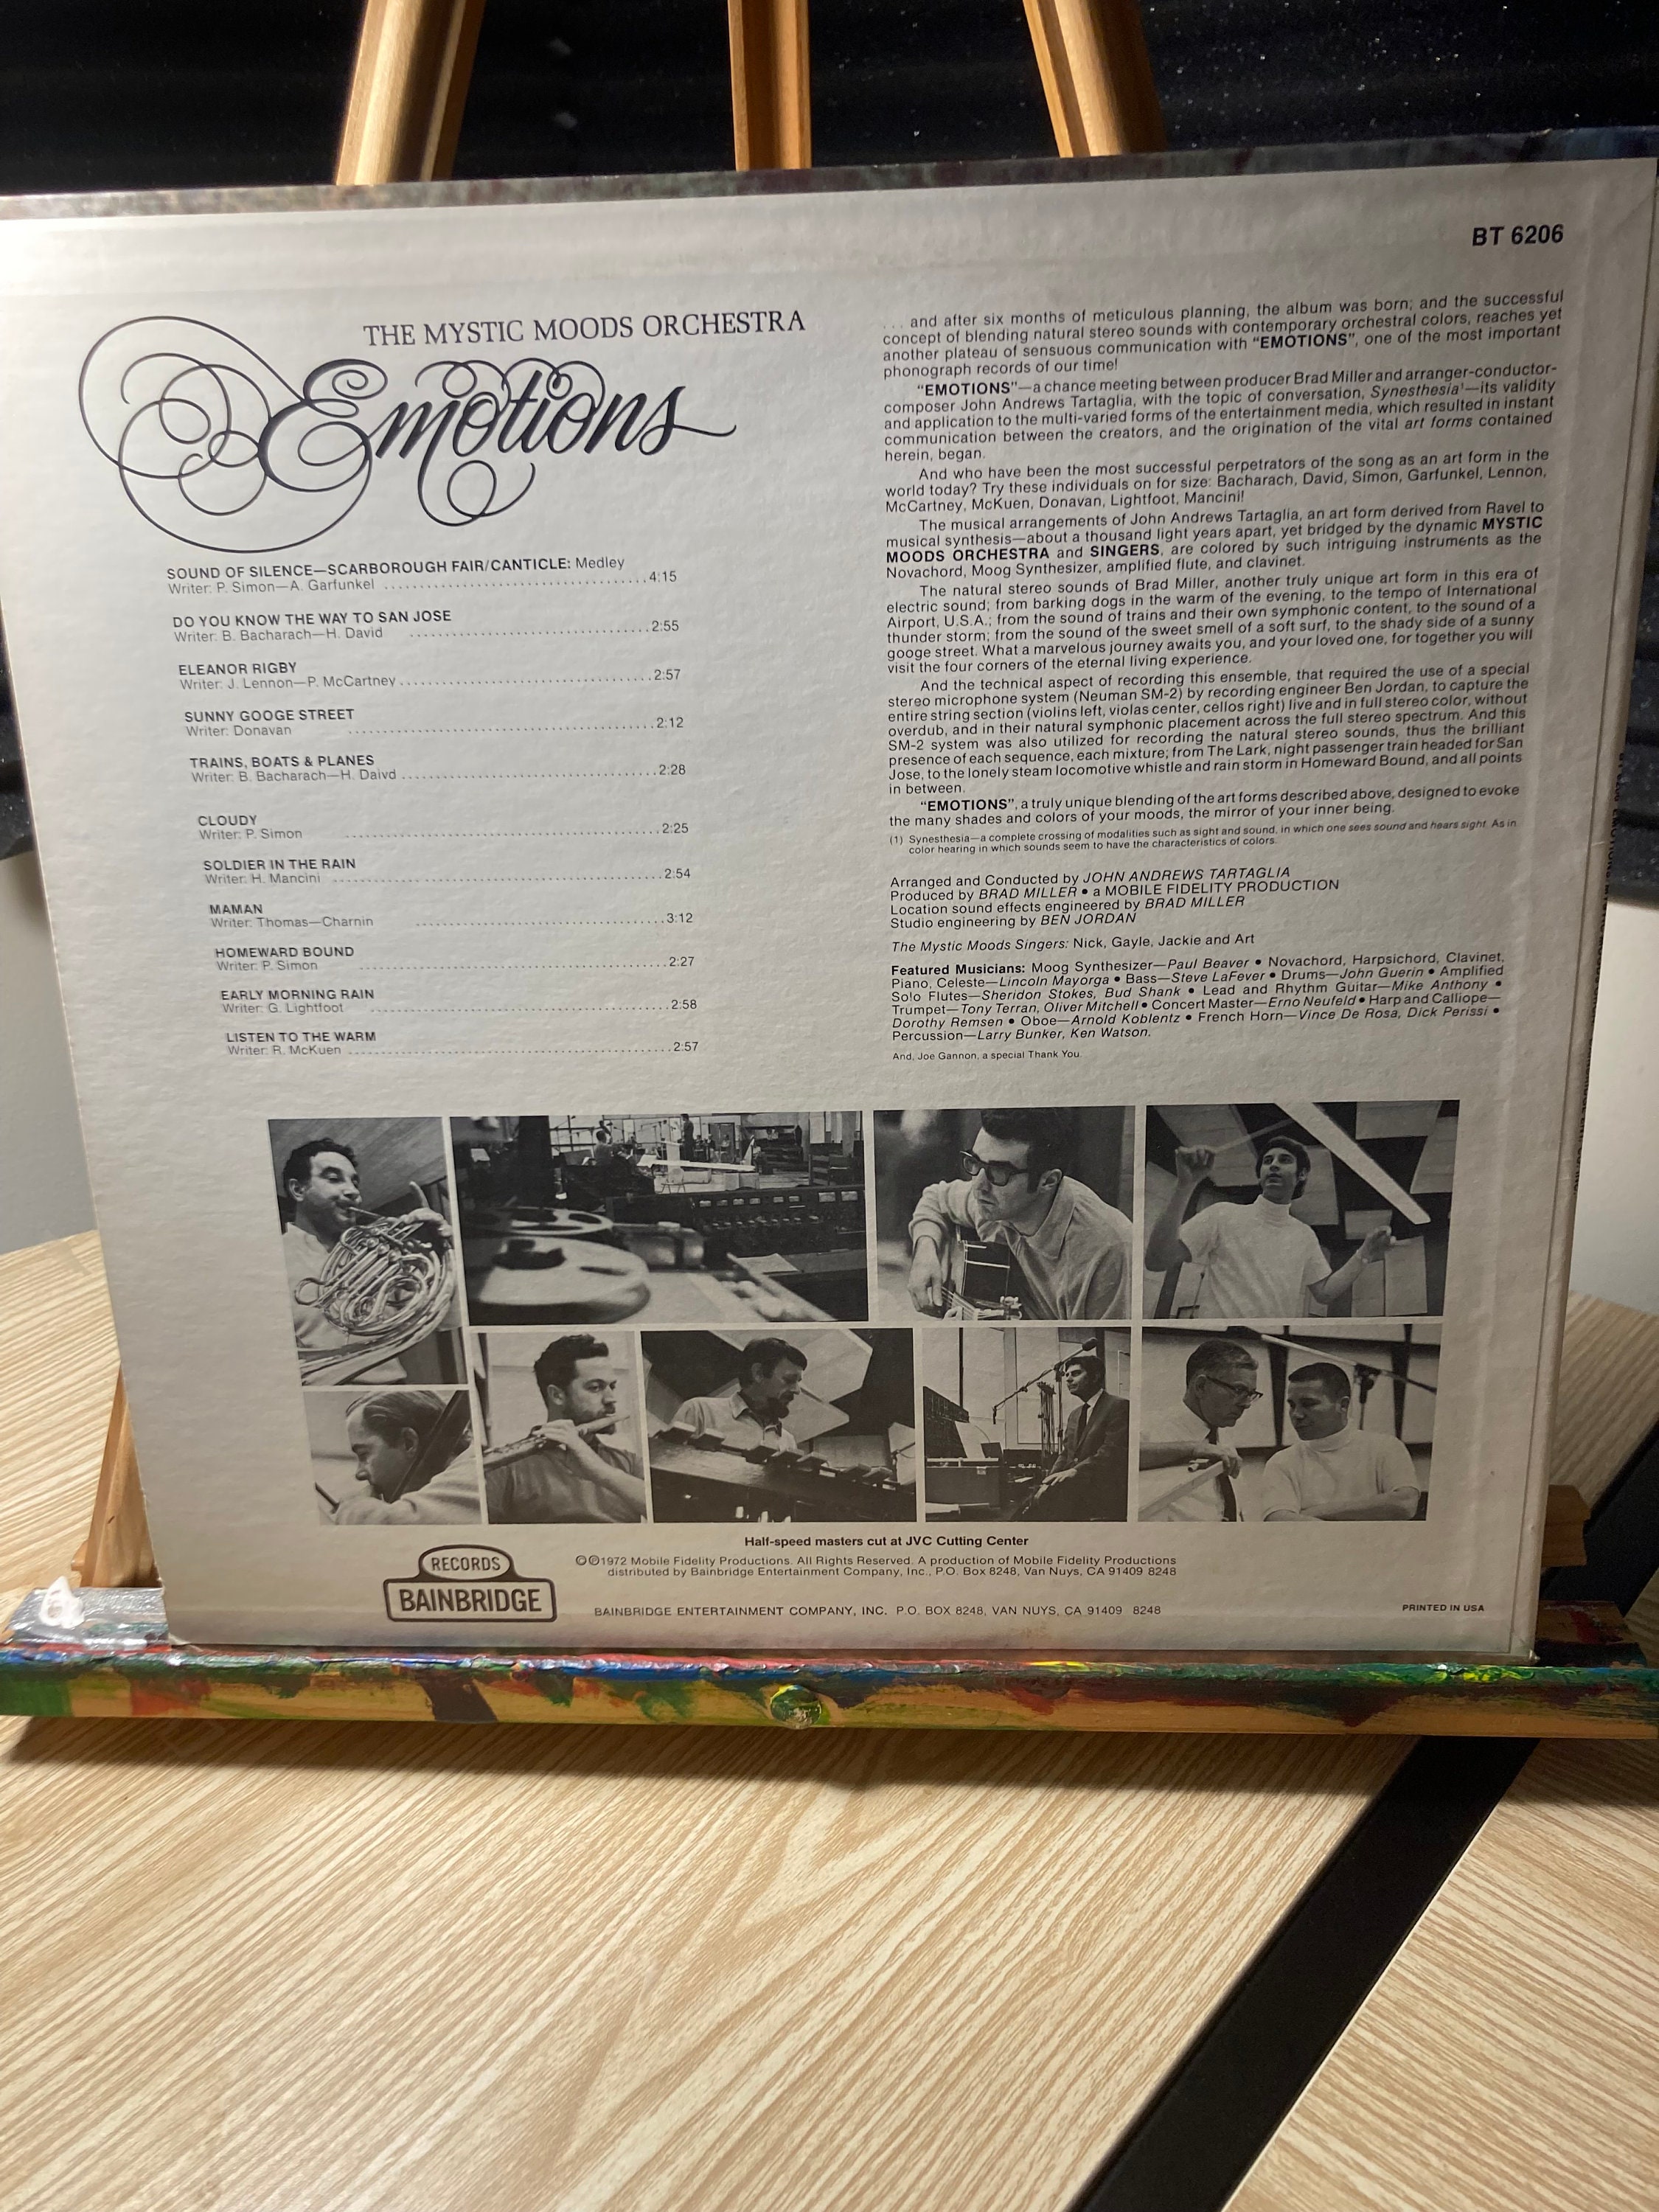 BT 6206
THE MYSTIC MOODS ORCHESTRA
Emotions
SOUND OF SILENCE—SCARBOROUGH FAIR/CANTICLE: Medley
Writer: P. Simon—A. Garfunkel ................................4:15
DO YOU KNOW THE WAY TO SAN JOSE
Writer: B. Bacharach—H. David ................................2:55
ELEANOR RIGBY
Writer: J. Lennon—P. McCartney ................................2:57
SUNNY GOOGE STREET
Writer: Donavan ................................2:12
TRAINS, BOATS & PLANES
Writer: B. Bacharach—H. Daivd ................................2:28
CLOUDY
Writer: P. Simon ................................2:25
SOLDIER IN THE RAIN
Writer: H. Mancini ................................2:54
MAMAN
Writer: Thomas—Charnin ................................3:12
HOMEWARD BOUND
Writer: P. Simon ................................2:27
EARLY MORNING RAIN
Writer: G. Lightfoot ................................2:58
LISTEN TO THE WARM
Writer: R. McKuen ................................2:57
... and after six months of meticulous planning, the album was born; and the successful
concept of blending natural stereo sounds with contemporary orchestral colors, reaches yet
another plateau of sensuous communication with “EMOTIONS”, one of the most important
phonograph records of our time!
“EMOTIONS”—a chance meeting between producer Brad Miller and arranger-conductor-
composer John Andrews Tartaglia, with the topic of conversation, Synesthesia¹—its validity
and application to the multi-varied forms of the entertainment media, which resulted in instant
communication between the creators, and the origination of the vital art forms contained
herein, began.
And who have been the most successful perpetrators of the song as an art form in the
world today? Try these individuals on for size: Bacharach, David, Simon, Garfunkel, Lennon,
McCartney, McKuen, Donavan, Lightfoot, Mancini!
The musical arrangements of John Andrews Tartaglia, an art form derived from Ravel to
musical synthesis—about a thousand light years apart, yet bridged by the dynamic MYSTIC
MOODS ORCHESTRA and SINGERS, are colored by such intriguing instruments as the
Novachord, Moog Synthesizer, amplified flute, and clavinet.
The natural stereo sounds of Brad Miller, another truly unique art form in this era of
electric sound; from barking dogs in the warm of the evening, to the tempo of International
Airport, U.S.A.; from the sound of trains and their own symphonic content, to the sound of a
thunder storm; from the sound of the sweet smell of a soft surf, to the shady side of a sunny
googe street. What a marvelous journey awaits you, and your loved one, for together you will
visit the four corners of the eternal living experience.
And the technical aspect of recording this ensemble, that required the use of a special
stereo microphone system (Neuman SM-2) by recording engineer Ben Jordan, to capture the
entire string section (violins left, violas center, cellos right) live and in full stereo color, without
overdub, and in their natural symphonic placement across the full stereo spectrum. And this
SM-2 system was also utilized for recording the natural stereo sounds, thus the brilliant
presence of each sequence, each mixture; from The Lark, night passenger train headed for San
Jose, to the lonely steam locomotive whistle and rain storm in Homeward Bound, and all points
in between.
“EMOTIONS”, a truly unique blending of the art forms described above, designed to evoke
the many shades and colors of your moods, the mirror of your inner being.
(1) Synesthesia—a complete crossing of modalities such as sight and sound, in which one sees sound and hears sight. As in
color hearing in which sounds seem to have the characteristics of colors.
Arranged and Conducted by JOHN ANDREWS TARTAGLIA
Produced by BRAD MILLER • a MOBILE FIDELITY PRODUCTION
Location sound effects engineered by BRAD MILLER
Studio engineering by BEN JORDAN
The Mystic Moods Singers: Nick, Gayle, Jackie and Art
Featured Musicians: Moog Synthesizer—Paul Beaver • Novachord, Harpsichord, Clavinet,
Piano, Celeste—Lincoln Mayorga • Bass—Steve LaFever • Drums—John Guerin • Amplified
Solo Flutes—Sheridon Stokes, Bud Shank • Lead and Rhythm Guitar—Mike Anthony •
Trumpet—Tony Terran, Oliver Mitchell • Concert Master—Erno Neufeld • Harp and Calliope—
Dorothy Remsen • Oboe—Arnold Koblentz • French Horn—Vince De Rosa, Dick Perissi •
Percussion—Larry Bunker, Ken Watson.
And, Joe Gannon, a special Thank You.
Half-speed masters cut at JVC Cutting Center
©℗1972 Mobile Fidelity Productions. All Rights Reserved. A production of Mobile Fidelity Productions
distributed by Bainbridge Entertainment Company, Inc., P.O. Box 8248, Van Nuys, CA 91409 8248
RECORDS
BAINBRIDGE
BAINBRIDGE ENTERTAINMENT COMPANY, INC. P.O. BOX 8248, VAN NUYS, CA 91409 8248
PRINTED IN USA